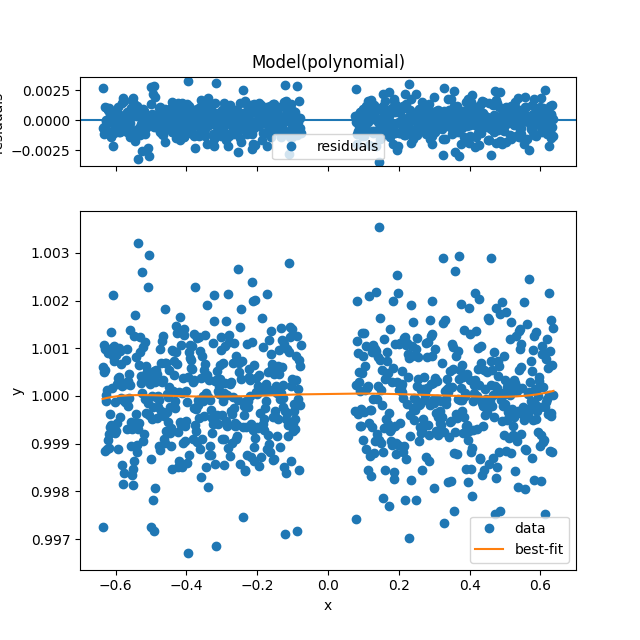 Model(polynomial)
0.0025
0.0000
−0.0025
residuals
residuals
1.003
1.002
1.001
1.000
0.999
0.998
0.997
y
data
best-fit
−0.6 −0.4 −0.2 0.0 0.2 0.4 0.6
x